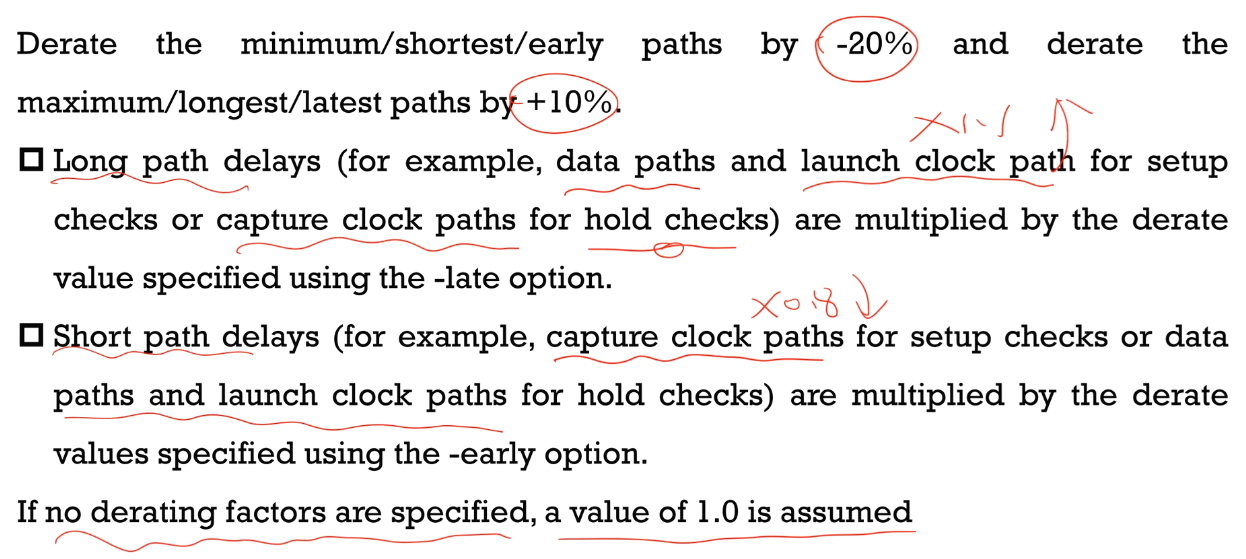 Derate the minimum/shortest/early paths by -20% and derate the
maximum/longest/latest paths by +10%.
x1.1 ↑
❑ Long path delays (for example, data paths and launch clock path for setup
checks or capture clock paths for hold checks) are multiplied by the derate
value specified using the -late option.
x0.8 ↓
❑ Short path delays (for example, capture clock paths for setup checks or data
paths and launch clock paths for hold checks) are multiplied by the derate
values specified using the -early option.
If no derating factors are specified, a value of 1.0 is assumed